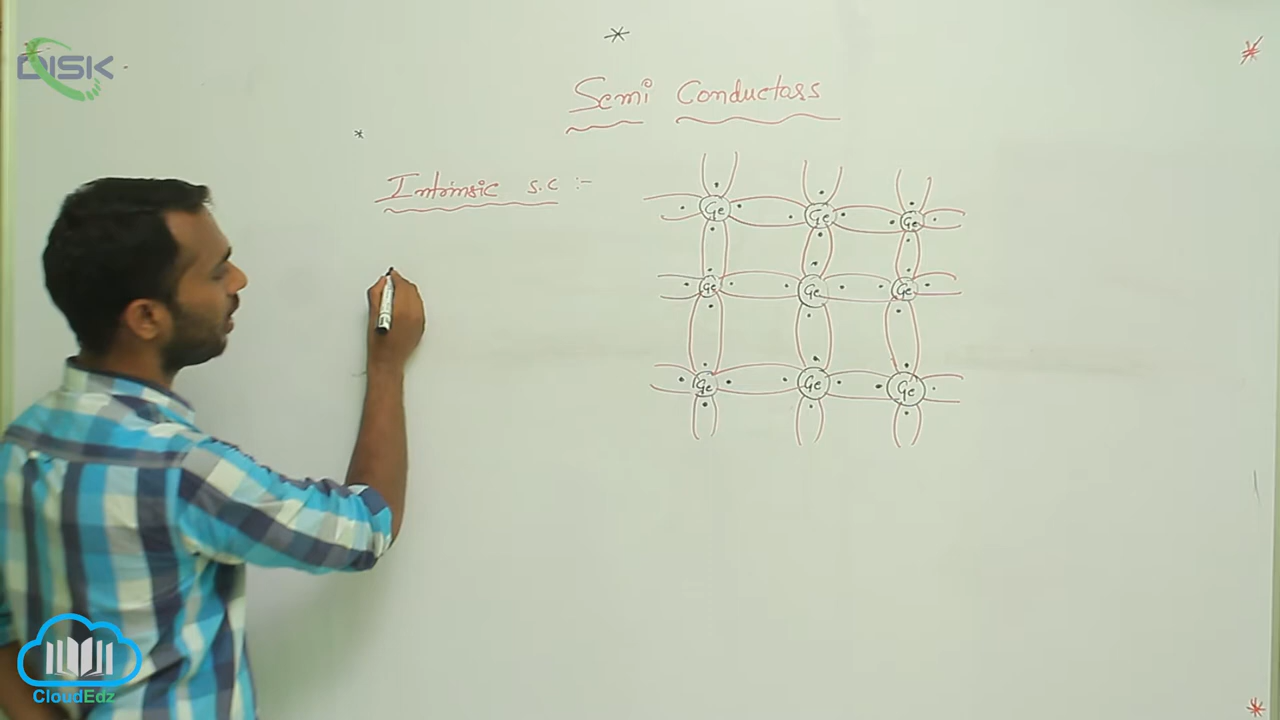 DISK
Semi Conductors
Intrinsic s.c :-
Ge Ge Ge
Ge Ge Ge
Ge Ge Ge
CloudEdz